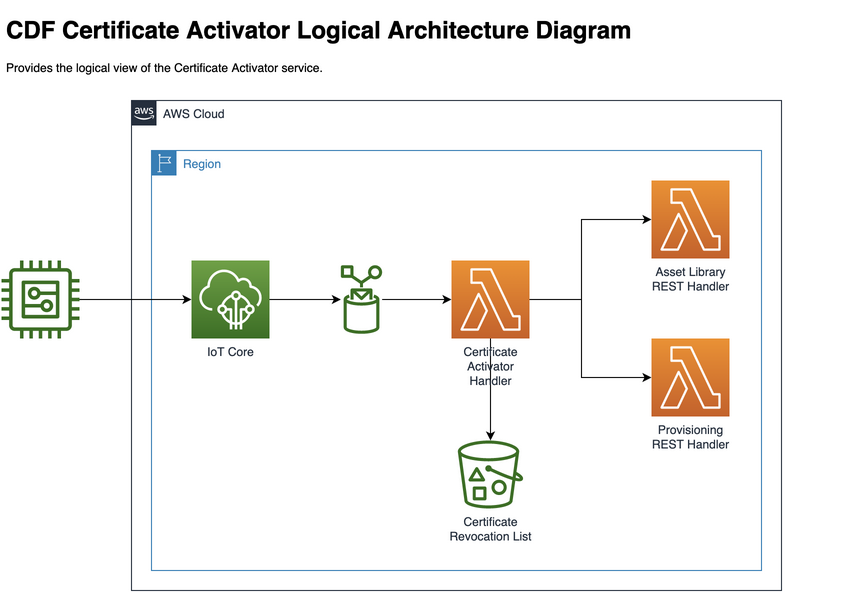 CDF Certificate Activator Logical Architecture Diagram
Provides the logical view of the Certificate Activator service.
aws
AWS Cloud
Region
Asset Library
REST Handler
IoT Core
Certificate
Activator
Handler
Provisioning
REST Handler
Certificate
Revocation List